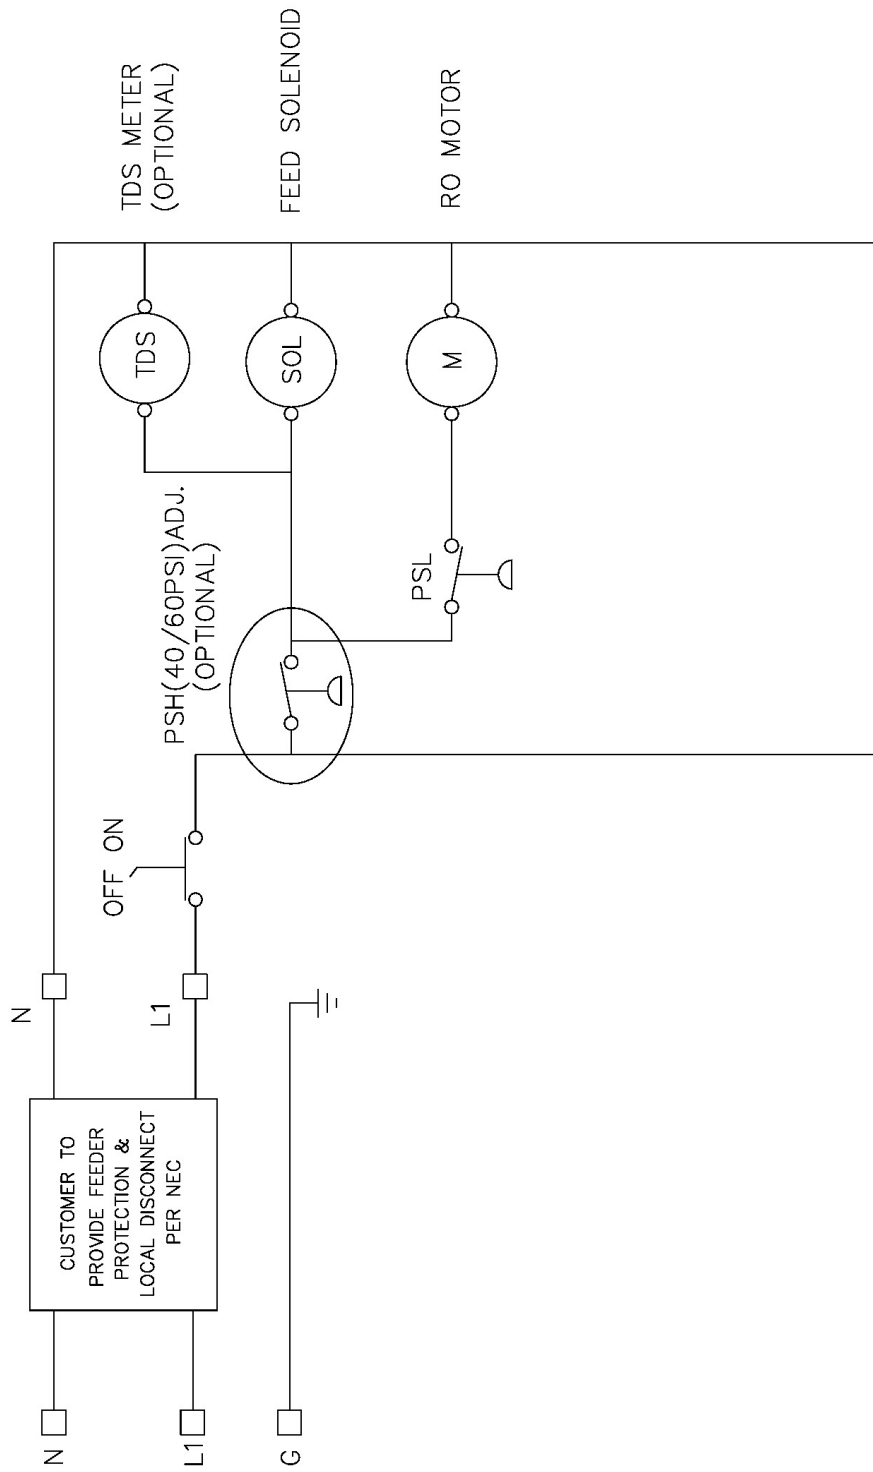 N
L1
G
CUSTOMER TO
PROVIDE FEEDER
PROTECTION &
LOCAL DISCONNECT
PER NEC
N
L1
OFF ON
PSH(40/60PSI)ADJ.
(OPTIONAL)
PSL
TDS
SOL
M
TDS METER
(OPTIONAL)
FEED SOLENOID
RO MOTOR